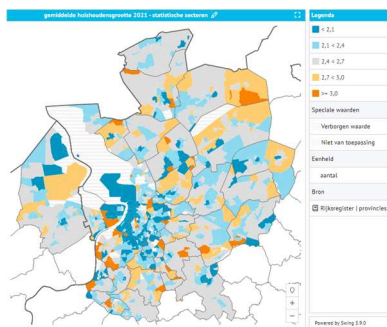 gemiddelde huishoudensgrootte 2021 - statistische sectoren
Legenda
< 2,1
2,1 < 2,4
2,4 < 2,7
2,7 < 3,0
>= 3,0
Speciale waarden
Verborgen waarde
Niet van toepassing
Eenheid
aantal
Bron
Rijksregister | provincies
Powered by Swing 5.9.0